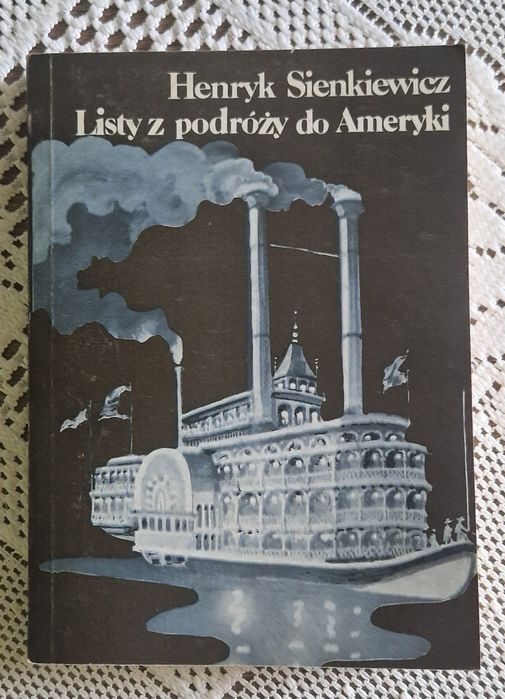 Henryk Sienkiewicz
Listy z podróży do Ameryki